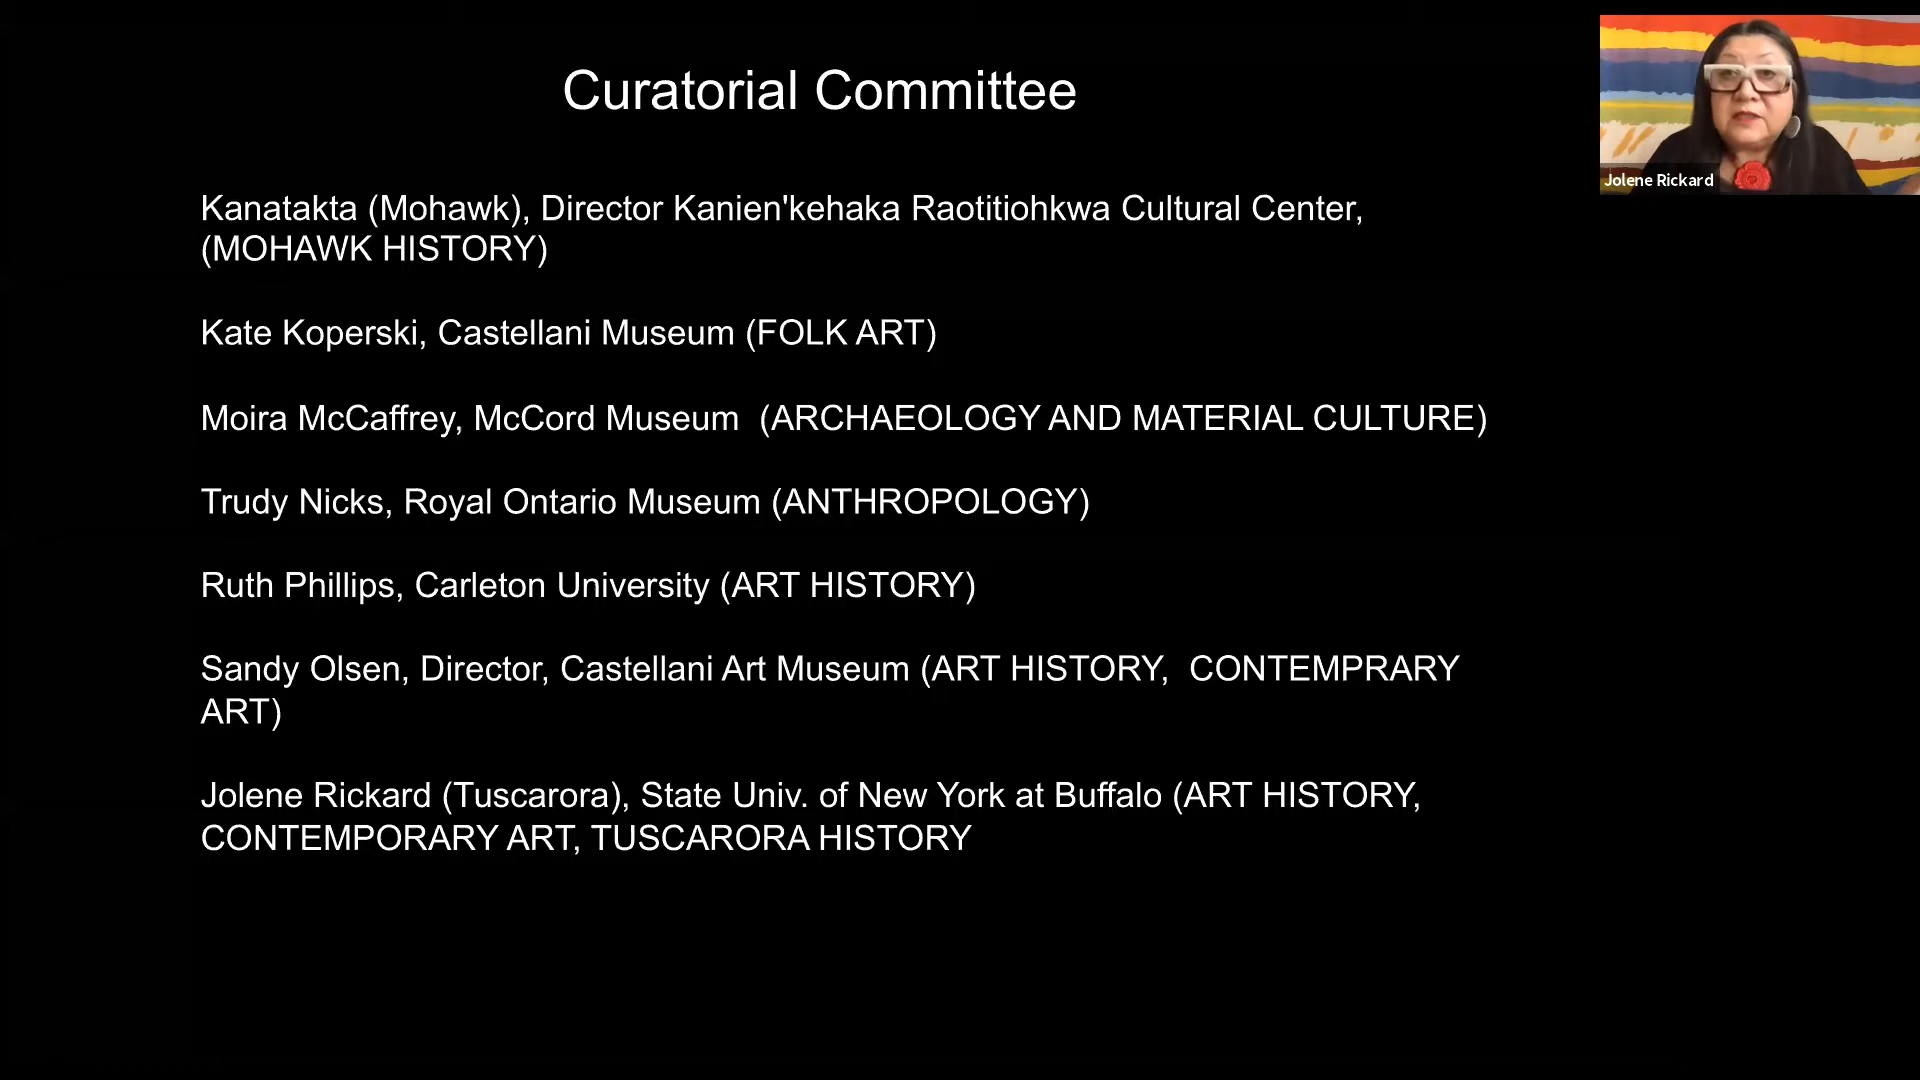 Curatorial Committee
Kanatakta (Mohawk), Director Kanien'kehaka Raotitiohkwa Cultural Center,
(MOHAWK HISTORY)
Kate Koperski, Castellani Museum (FOLK ART)
Moira McCaffrey, McCord Museum  (ARCHAEOLOGY AND MATERIAL CULTURE)
Trudy Nicks, Royal Ontario Museum (ANTHROPOLOGY)
Ruth Phillips, Carleton University (ART HISTORY)
Sandy Olsen, Director, Castellani Art Museum (ART HISTORY,  CONTEMPRARY
ART)
Jolene Rickard (Tuscarora), State Univ. of New York at Buffalo (ART HISTORY,
CONTEMPORARY ART, TUSCARORA HISTORY
Jolene Rickard